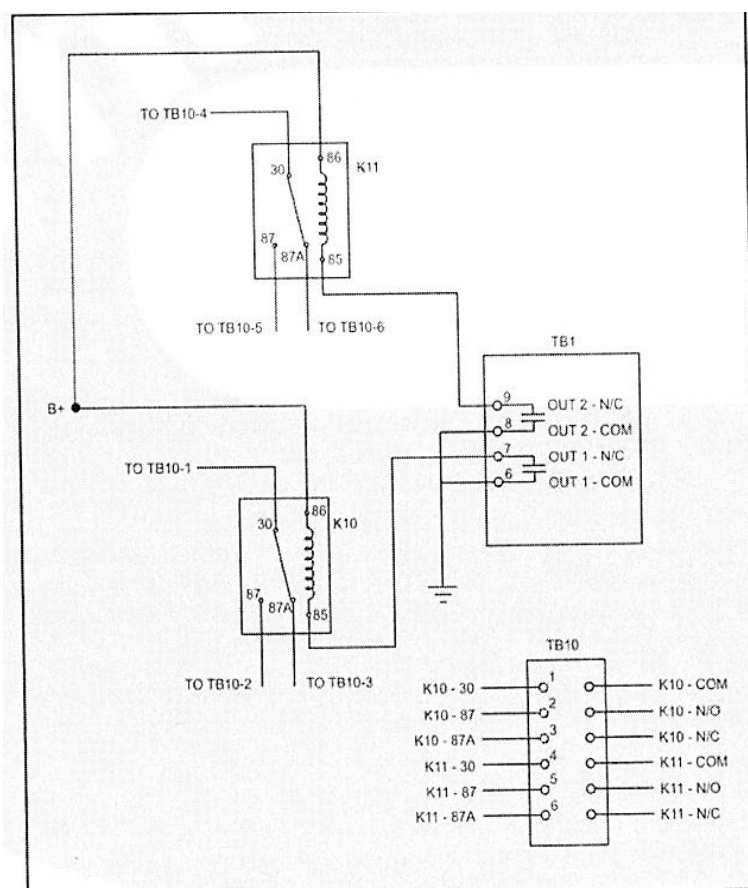 TO TB10-4
86
K11
30
87
87A
85
TO TB10-5
TO TB10-6
TB1
9
OUT 2 - N/C
B+
8
OUT 2 - COM
7
OUT 1 - N/C
TO TB10-1
6
OUT 1 - COM
86
K10
30
87
87A
85
TB10
TO TB10-2
TO TB10-3
K10 - 30
1
K10 - COM
K10 - 87
2
K10 - N/O
K10 - 87A
3
K10 - N/C
K11 - 30
4
K11 - COM
K11 - 87
5
K11 - N/O
K11 - 87A
6
K11 - N/C